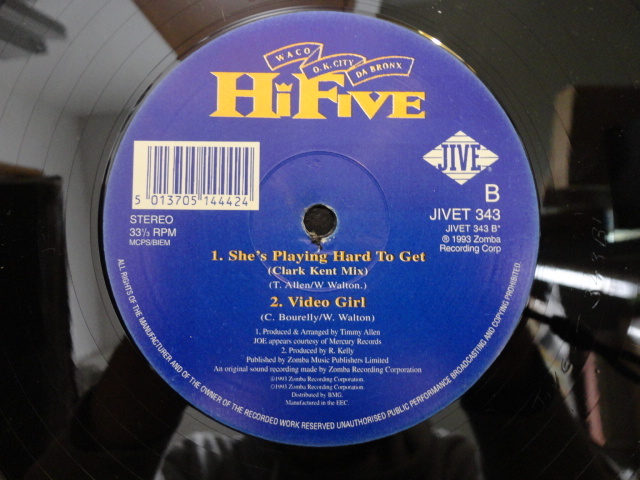 WACO
O.K. CITY
DA BRONX
HI FIVE
5 013705 144424
JIVE
STEREO
33⅓ RPM
MCPS/BIEM
B
JIVET 343
JIVET 343 B*
℗ 1993 Zomba
Recording Corp
1. She's Playing Hard To Get
(Clark Kent Mix)
(T. Allen/W Walton.)
2. Video Girl
(C. Bourelly/W. Walton)
1. Produced & Arranged by Timmy Allen
JOE appears courtesy of Mercury Records
2. Produced by R. Kelly
Published by Zomba Music Publishers Limited
An original sound recording made by Zomba Recording Corporation
℗1993 Zomba Recording Corporation.
©1993 Zomba Recording Corporation.
Distributed by BMG.
Manufactured in the EEC.
ALL RIGHTS OF THE MANUFACTURER AND OF THE OWNER OF THE RECORDED WORK RESERVED UNAUTHORISED PUBLIC PERFORMANCE BROADCASTING AND COPYING PROHIBITED.